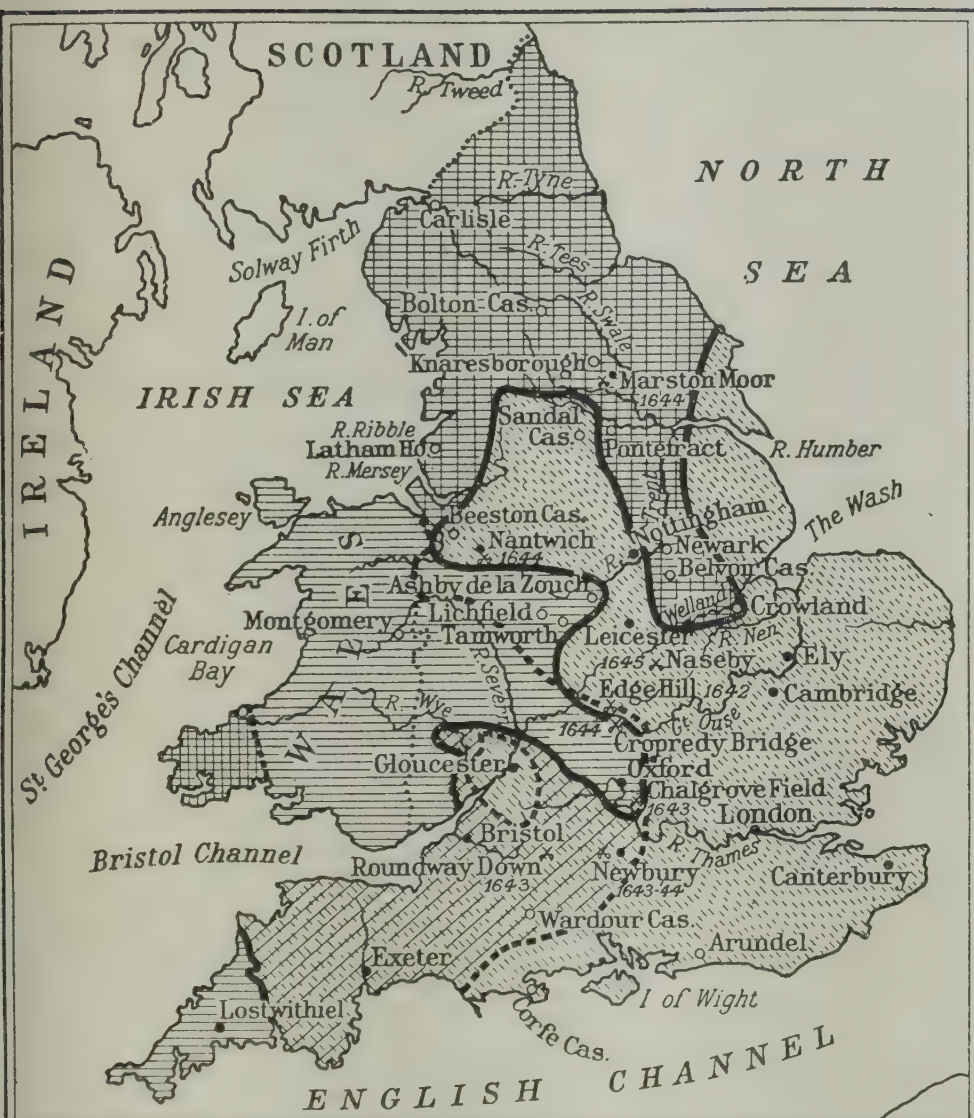 SCOTLAND
R. Tweed
NORTH
SEA
R. Tyne
Carlisle
Solway Firth
R. Tees
I. of
Man
Bolton Cas.
R. Swale
IRELAND
Knaresborough
Marston Moor
1644
IRISH SEA
Sandal
Cas.
R. Ribble
Latham Ho.
R. Mersey
Pontefract
R. Humber
Trent
R.
Anglesey
Beeston Cas.
Nantwich
1644
Nottingham
The Wash
Newark
Belvoir Cas.
Ashby de la Zouch
Welland
Crowland
Lichfield
Montgomery
Tamworth
Leicester
R. Nen
St George's Channel
Cardigan
Bay
WALES
R. Severn
1645
Naseby
Ely
Edge Hill 1642
Cambridge
R. Wye
1644
Gt Ouse
Cropredy Bridge
Gloucester
Oxford
Chalgrove Field
1643
London
Bristol Channel
Bristol
R. Thames
Roundway Down
1643
Newbury
1643-44
Canterbury
Wardour Cas.
Exeter
Arundel
I of Wight
Lostwithiel
Corfe Cas.
ENGLISH CHANNEL